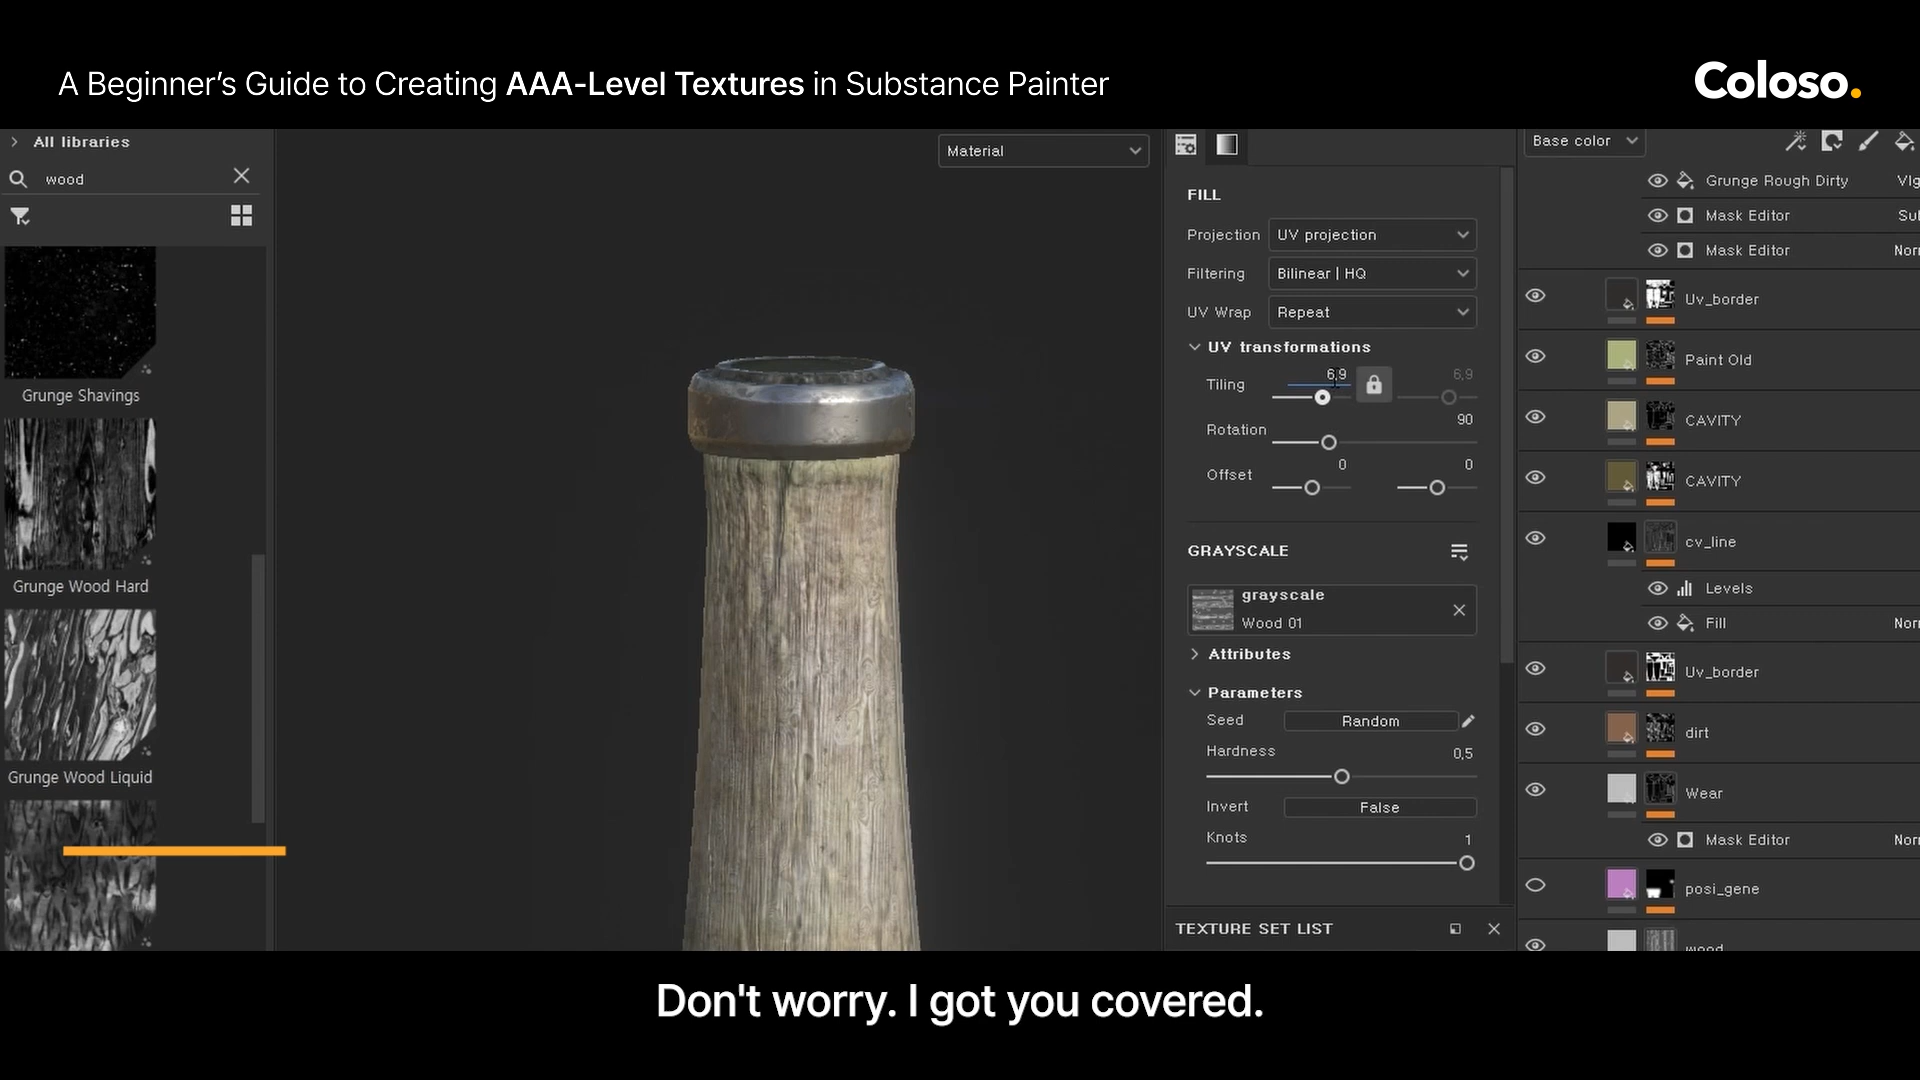 A Beginner's Guide to Creating AAA-Level Textures in Substance Painter
Coloso.
All libraries
wood
Grunge Shavings
Grunge Wood Hard
Grunge Wood Liquid
Material
FILL
Projection UV projection
Filtering Bilinear | HQ
UV Wrap Repeat
UV transformations
Tiling 6,9 6,9
Rotation 90
Offset 0 0
GRAYSCALE
grayscale
Wood 01
Attributes
Parameters
Seed Random
Hardness 0,5
Invert False
Knots 1
TEXTURE SET LIST
Base color
Grunge Rough Dirty
Mask Editor
Mask Editor
Uv_border
Paint Old
CAVITY
CAVITY
cv_line
Levels
Fill
Uv_border
dirt
Wear
Mask Editor
posi_gene
wood
Don't worry. I got you covered.